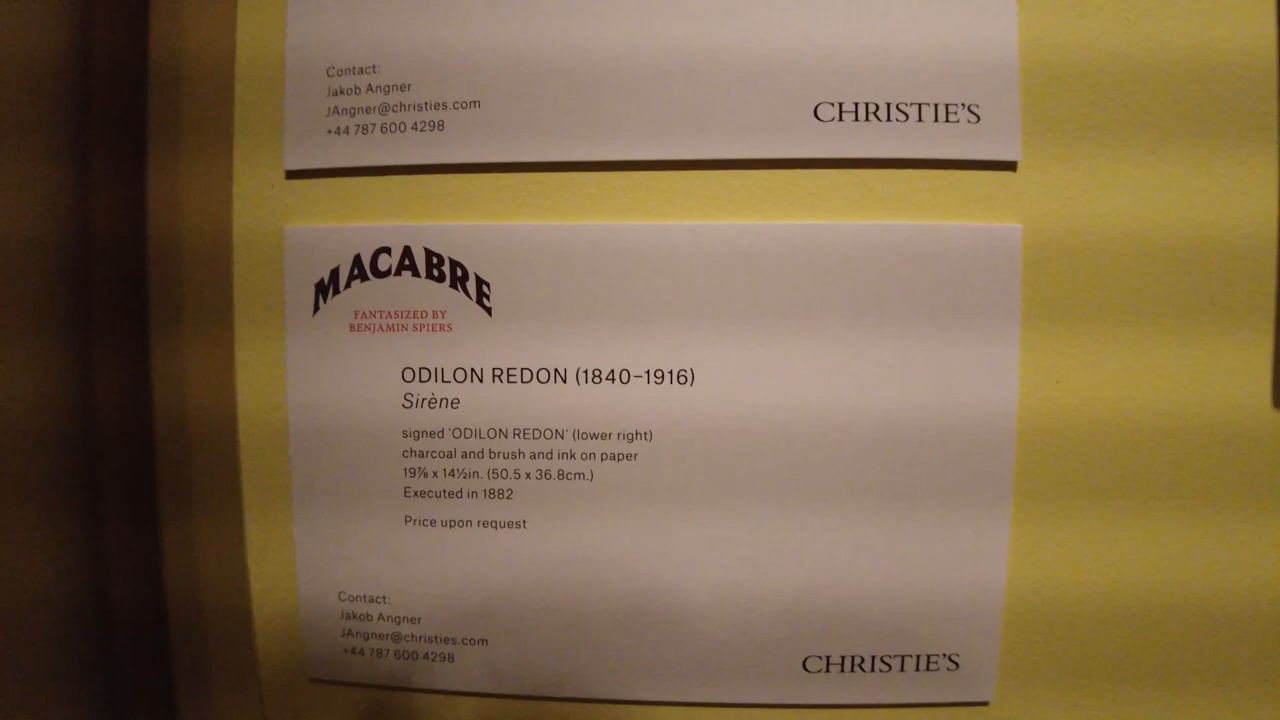 Contact:
Jakob Angner
JAngner@christies.com
+44 787 600 4298
CHRISTIE'S
MACABRE
FANTASIZED BY
BENJAMIN SPIERS
ODILON REDON (1840–1916)
Sirène
signed 'ODILON REDON' (lower right)
charcoal and brush and ink on paper
19⅞ x 14½in. (50.5 x 36.8cm.)
Executed in 1882
Price upon request
Contact:
Jakob Angner
JAngner@christies.com
+44 787 600 4298
CHRISTIE'S